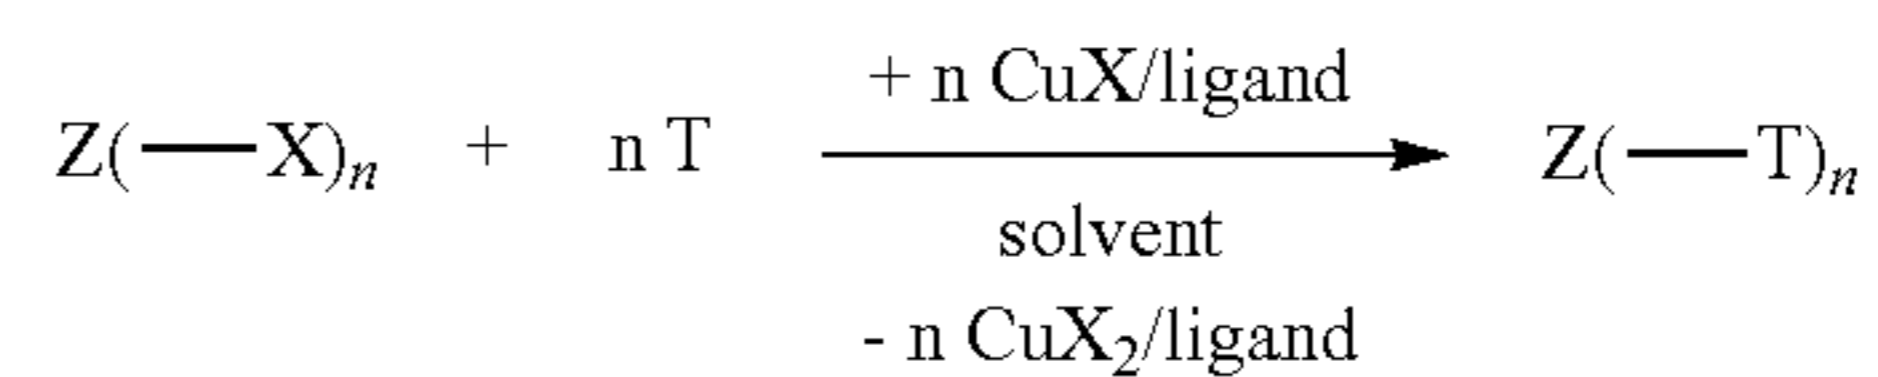 + n CuX/ligand
Z(—X)n + n T Z(—T)n
solvent
- n CuX2/ligand